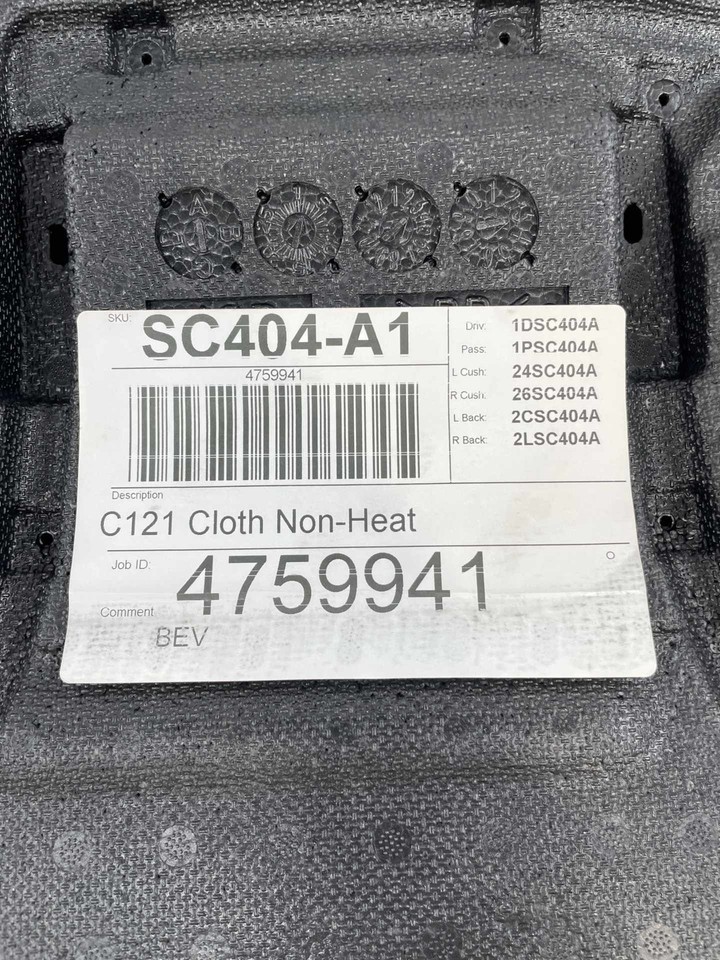 SKU:
SC404-A1
4759941
Driv: 1DSC404A
Pass: 1PSC404A
L Cush: 24SC404A
R Cush: 26SC404A
L Back: 2CSC404A
R Back: 2LSC404A
Description
C121 Cloth Non-Heat
Job ID: 4759941
Comment
BEV